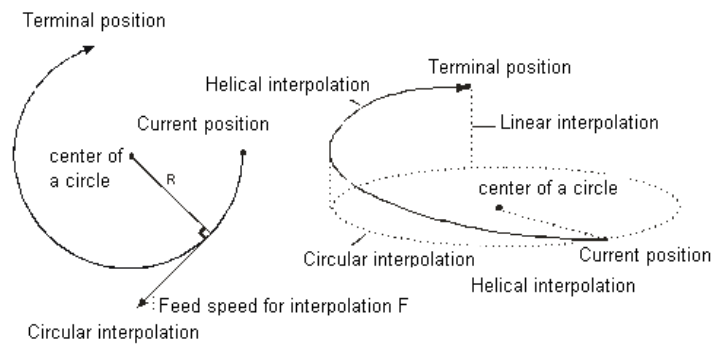 Terminal position
Current position
center of
a circle
R
Feed speed for interpolation F
Circular interpolation
Helical interpolation
Terminal position
Linear interpolation
center of a circle
Circular interpolation
Current position
Helical interpolation